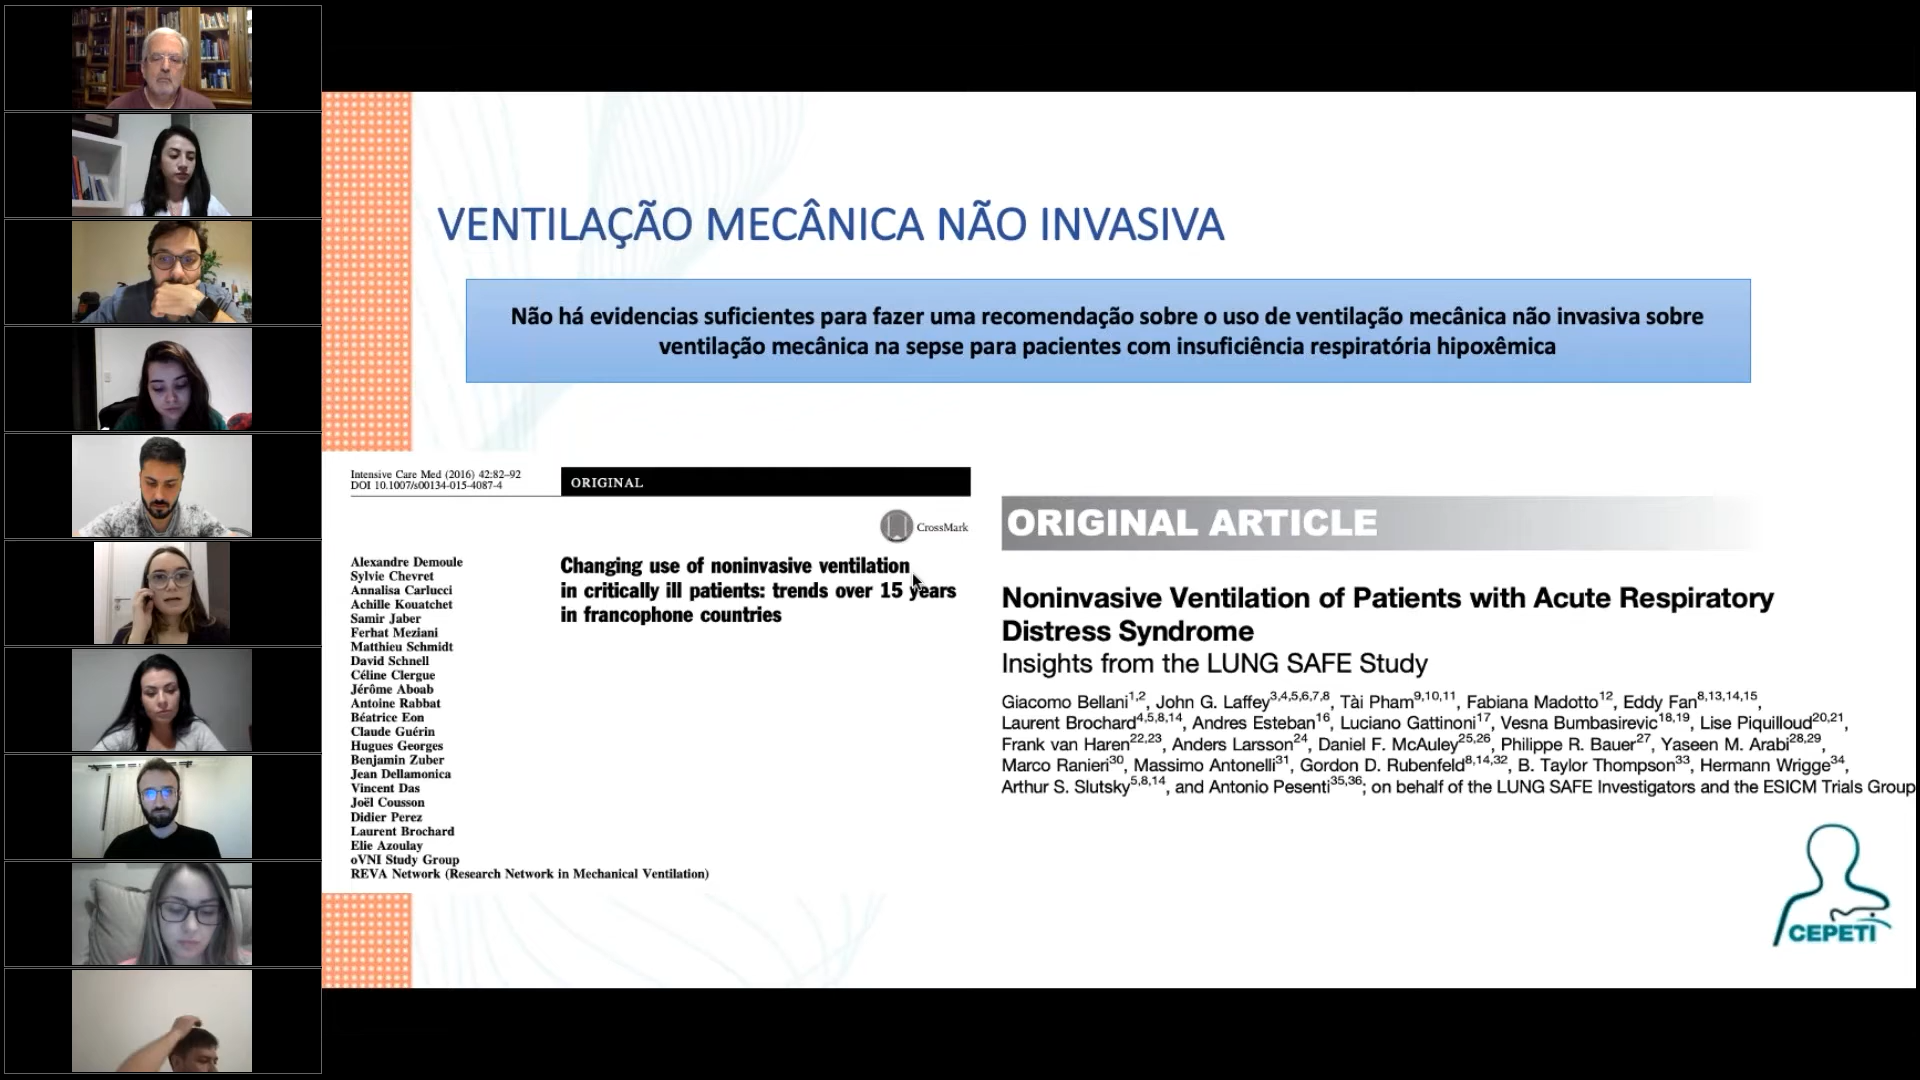 VENTILAÇÃO MECÂNICA NÃO INVASIVA
Não há evidencias suficientes para fazer uma recomendação sobre o uso de ventilação mecânica não invasiva sobre
ventilação mecânica na sepse para pacientes com insuficiência respiratória hipoxêmica
Intensive Care Med (2016) 42:82–92
DOI 10.1007/s00134-015-4087-4
ORIGINAL
CrossMark
Alexandre Demoule
Sylvie Chevret
Annalisa Carlucci
Achille Kouatchet
Samir Jaber
Ferhat Meziani
Matthieu Schmidt
David Schnell
Céline Clergue
Jérôme Aboab
Antoine Rabbat
Béatrice Eon
Claude Guérin
Hugues Georges
Benjamin Zuber
Jean Dellamonica
Vincent Das
Joël Cousson
Didier Perez
Laurent Brochard
Elie Azoulay
oVNI Study Group
REVA Network (Research Network in Mechanical Ventilation)
Changing use of noninvasive ventilation
in critically ill patients: trends over 15 years
in francophone countries
ORIGINAL ARTICLE
Noninvasive Ventilation of Patients with Acute Respiratory
Distress Syndrome
Insights from the LUNG SAFE Study
Giacomo Bellani1,2, John G. Laffey3,4,5,6,7,8, Tài Pham9,10,11, Fabiana Madotto12, Eddy Fan8,13,14,15,
Laurent Brochard4,5,8,14, Andres Esteban16, Luciano Gattinoni17, Vesna Bumbasirevic18,19, Lise Piquilloud20,21,
Frank van Haren22,23, Anders Larsson24, Daniel F. McAuley25,26, Philippe R. Bauer27, Yaseen M. Arabi28,29,
Marco Ranieri30, Massimo Antonelli31, Gordon D. Rubenfeld8,14,32, B. Taylor Thompson33, Hermann Wrigge34,
Arthur S. Slutsky5,8,14, and Antonio Pesenti35,36; on behalf of the LUNG SAFE Investigators and the ESICM Trials Group
CEPETI